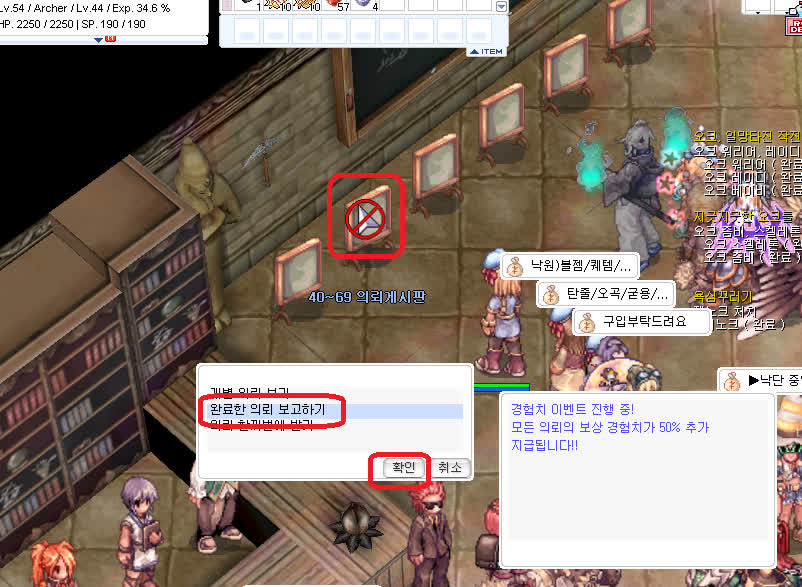 Lv.54 / Archer / Lv.44 / Exp. 34.6 %
HP. 2250 / 2250 | SP. 190 / 190
1
10
10
57
4
ITEM
오크, 일망타진 작전
오크 워리어, 레이디
오크 워리어 ( 완료
오크 레이디 ( 완료
오크 베이비 ( 완료
지긋지긋한 오크들
오크 좀비, 스켈레톤
오크 스켈레톤 ( 완
오크 좀비 ( 완료 )
욕심꾸러기
처치
노크 ( 완료 )
낙원)블젬/퀘템/...
탄줄/오곡/굳용/...
구입부탁드려요
▶낙단 중
40~69 의뢰게시판
개별 의뢰 보기
완료한 의뢰 보고하기
의뢰 한꺼번에 받기
확인
취소
경험치 이벤트 진행 중!
모든 의뢰의 보상 경험치가 50% 추가
지급됩니다!!